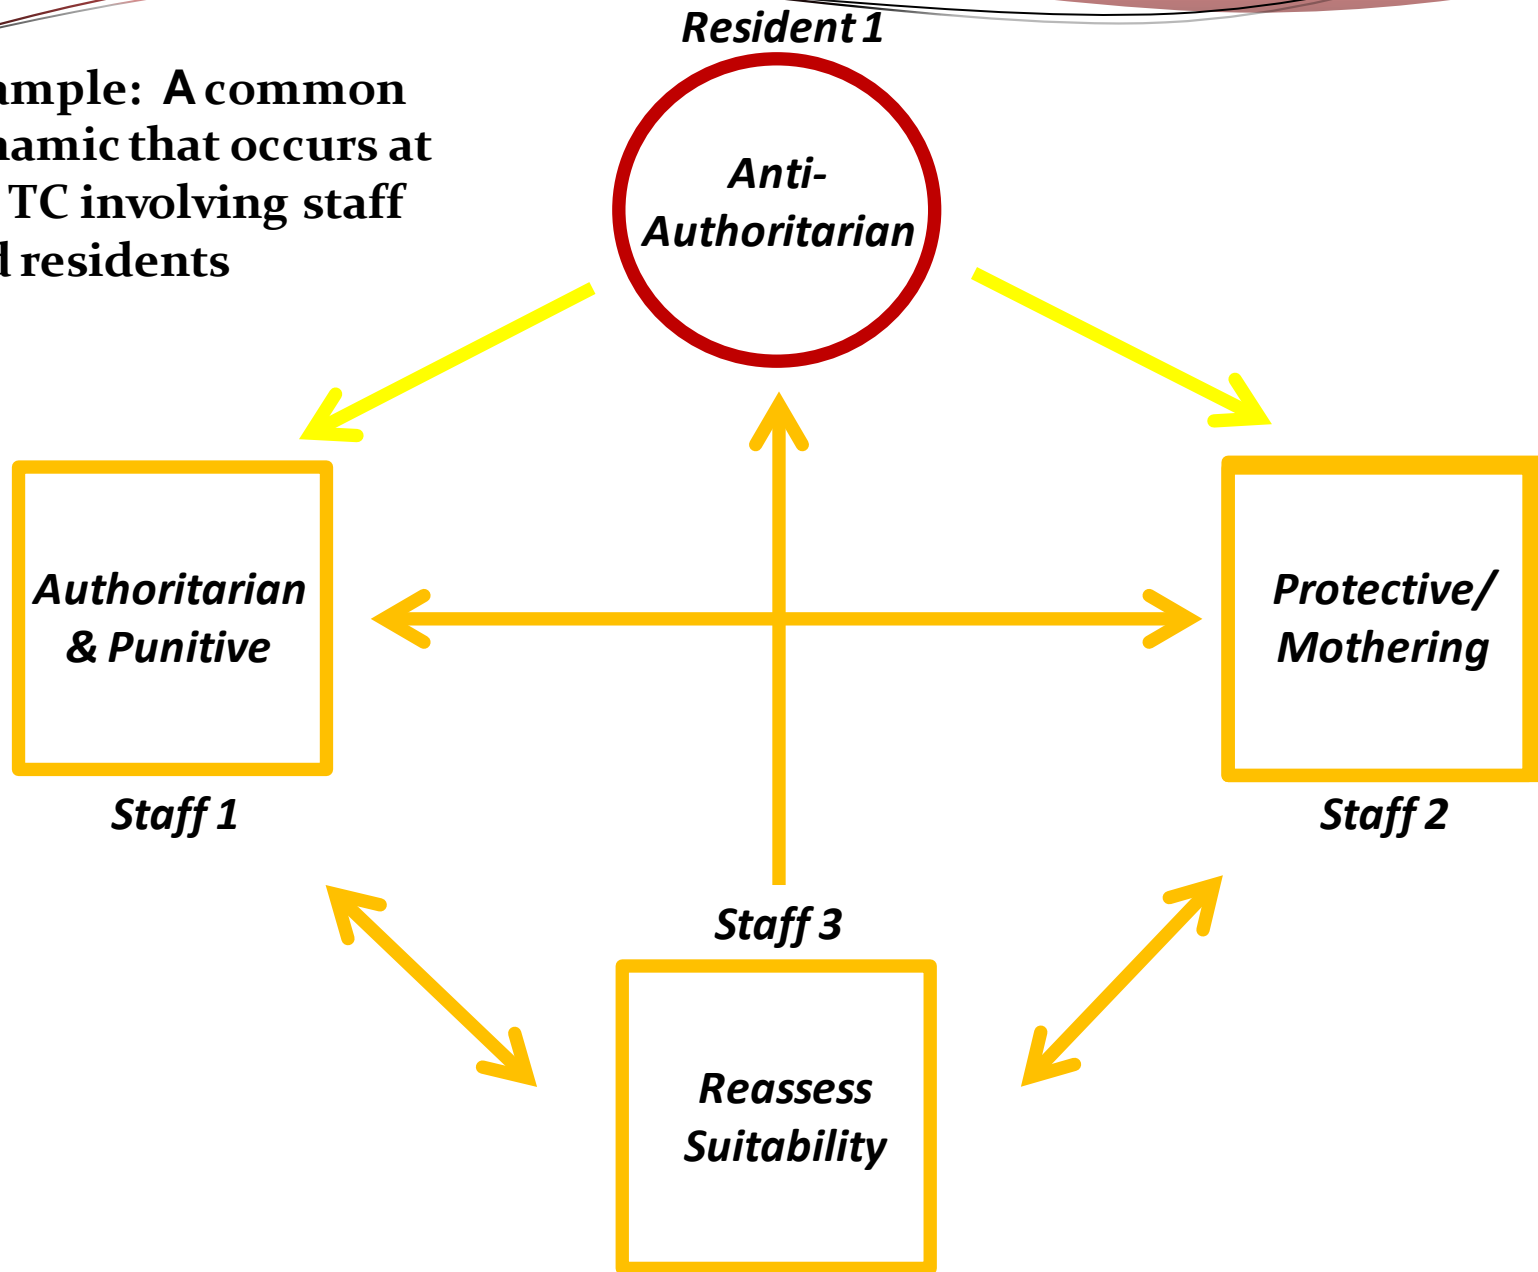 Resident 1
ample: A common
namic that occurs at
TC involving staff
d residents
Anti-
Authoritarian
Authoritarian
& Punitive
Protective/
Mothering
Staff 1
Staff 2
Staff 3
Reassess
Suitability